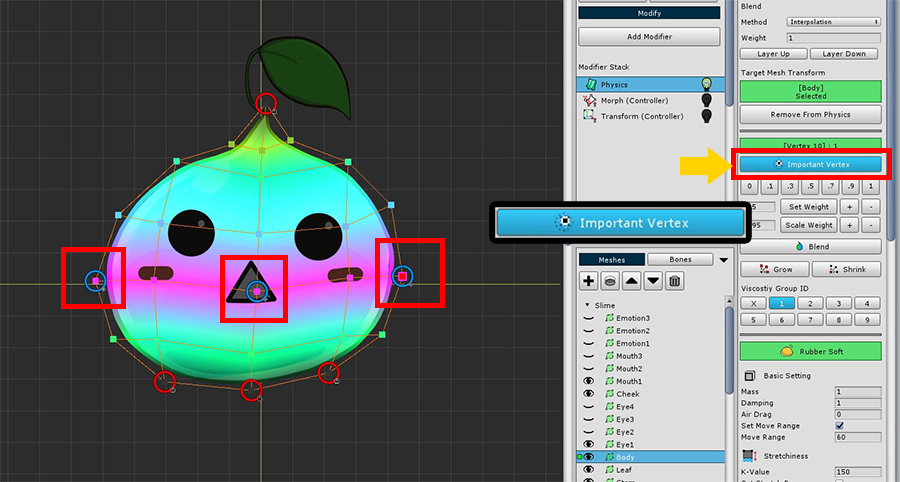 Modify
Add Modifier
Modifier Stack
Physics
Morph (Controller)
Transform (Controller)
Important Vertex
Meshes
Bones
Slime
Emotion3
Emotion2
Emotion1
Mouth3
Mouth2
Mouth1
Cheek
Eye4
Eye3
Eye2
Eye1
Body
Leaf
Blend
Method Interpolation
Weight 1
Layer Up Layer Down
Target Mesh Transform
[Body]
Selected
Remove From Physics
[Vertex 10] : 1
Important Vertex
0 .1 .3 .5 .7 .9 1
Set Weight + -
Scale Weight + -
Blend
Grow Shrink
Viscostiy Group ID
X 1 2 3 4
5 6 7 8 9
Rubber Soft
Basic Setting
Mass 1
Damping 1
Air Drag 0
Set Move Range
Move Range 60
Stretchiness
K-Value 150